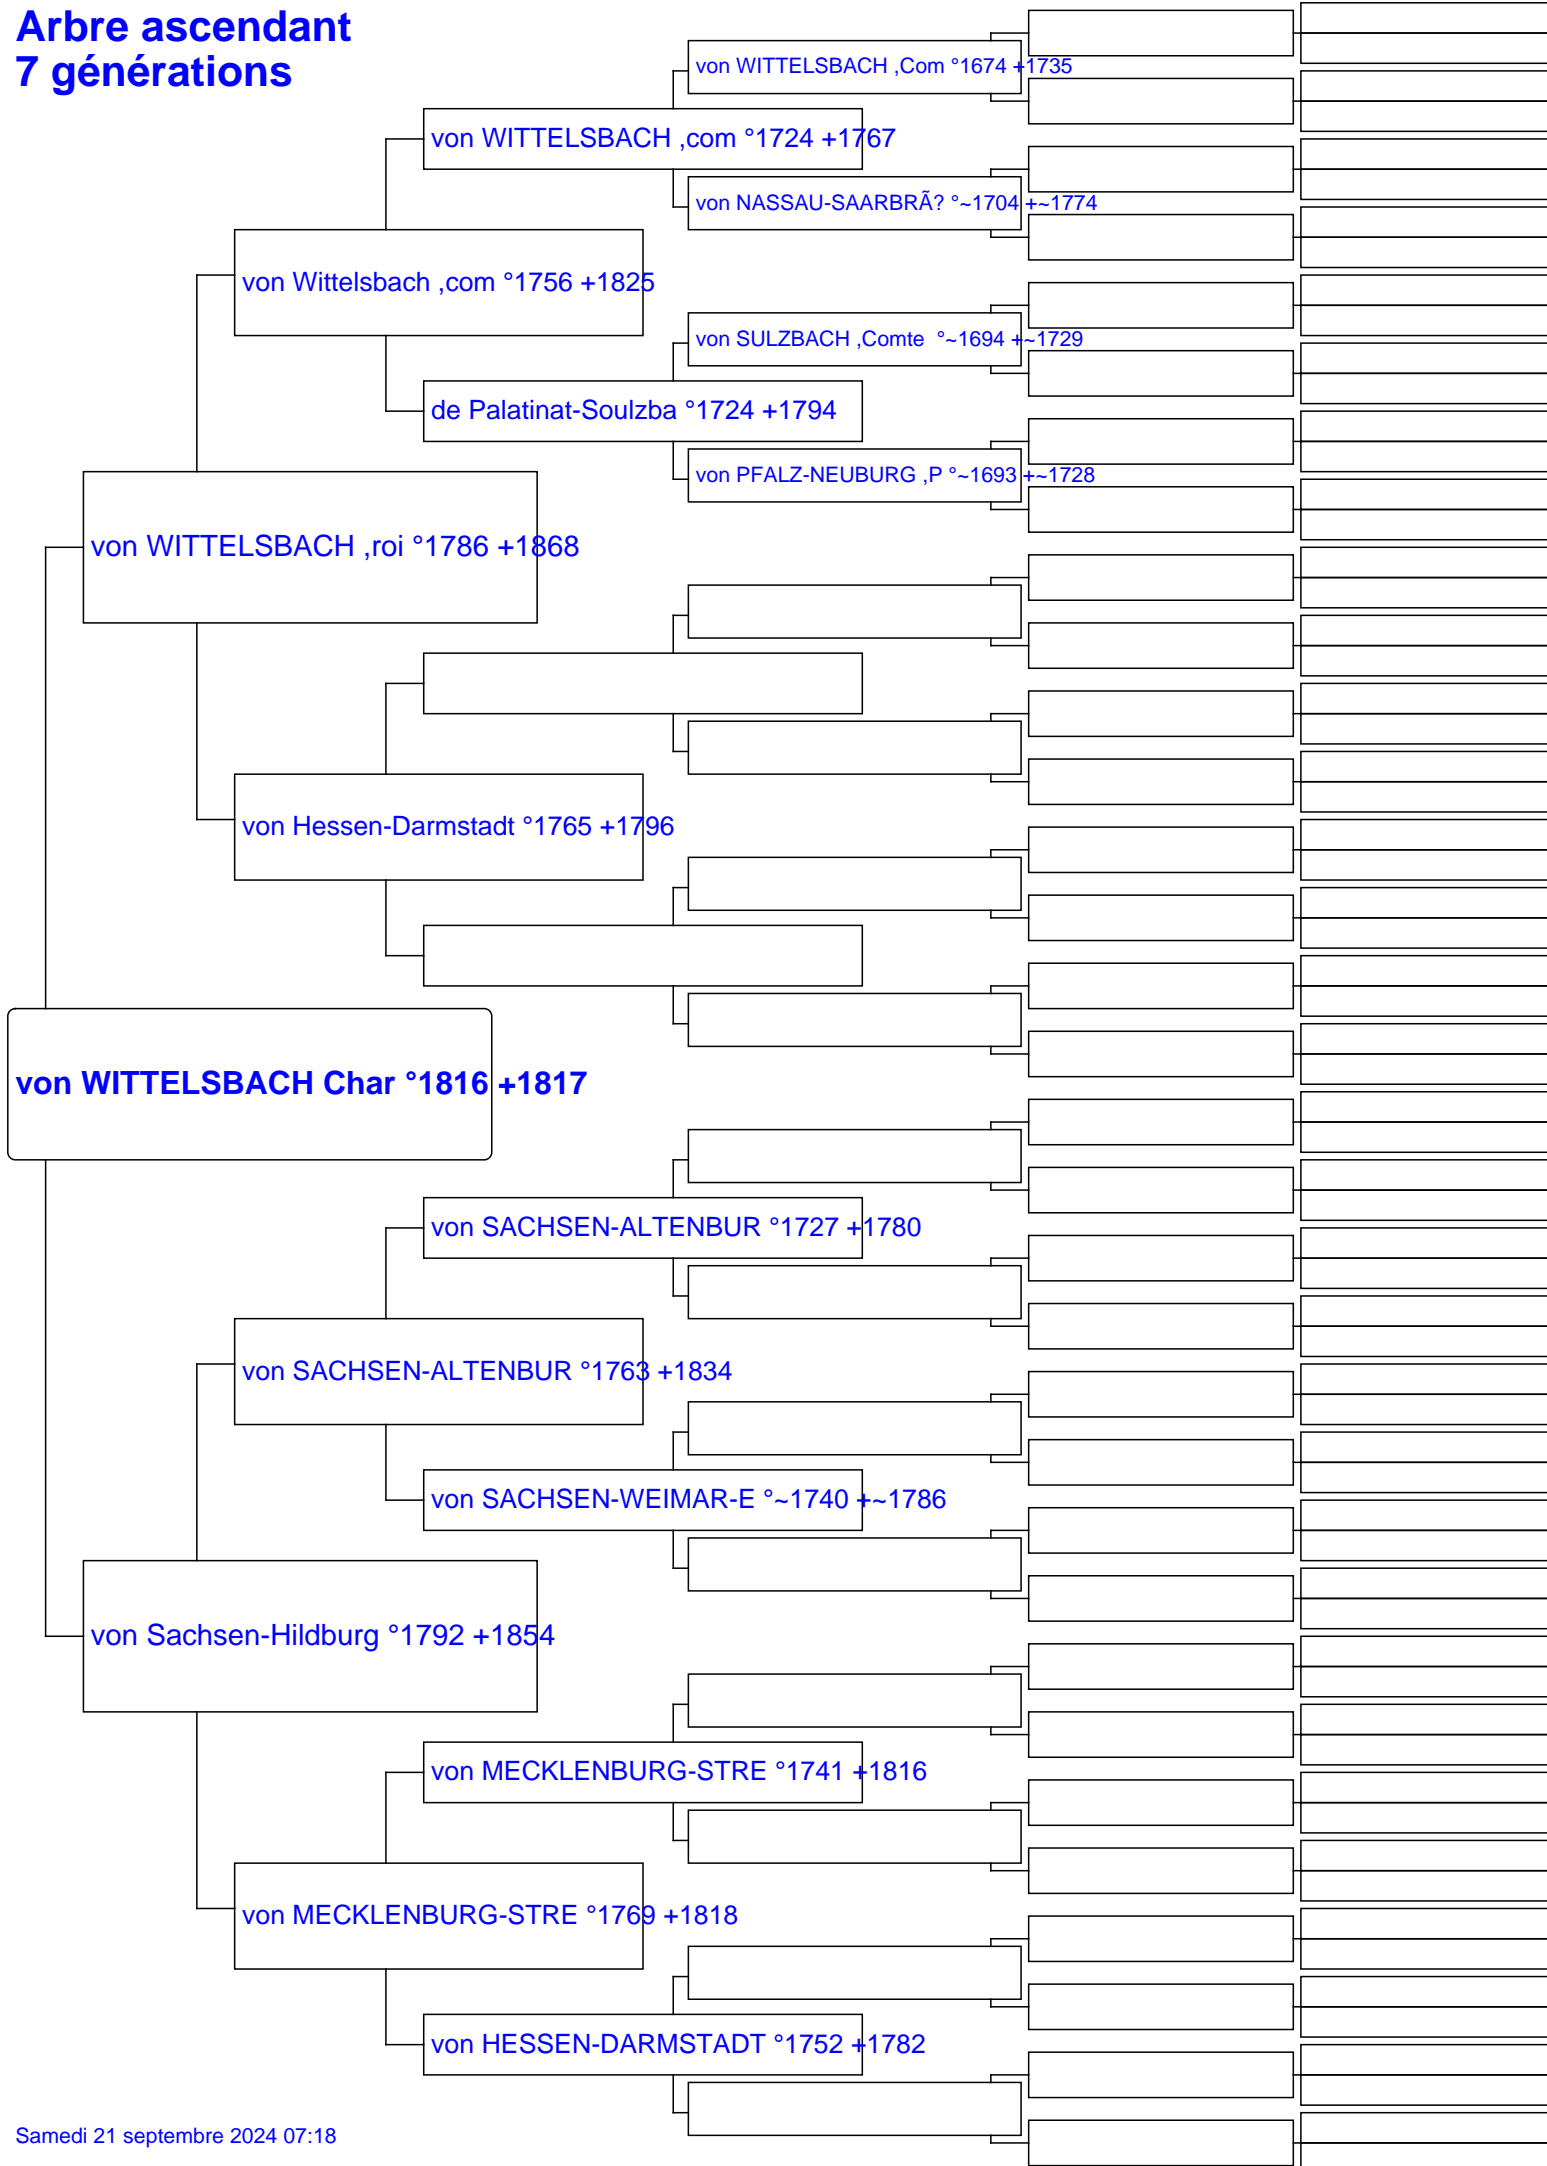 Arbre ascendant
7 générations
von WITTELSBACH ,Com °1674 +1735
von WITTELSBACH ,com °1724 +1767
von NASSAU-SAARBRÃ? °~1704 +~1774
von Wittelsbach ,com °1756 +1825
von SULZBACH ,Comte °~1694 +~1729
de Palatinat-Soulzba °1724 +1794
von PFALZ-NEUBURG ,P °~1693 +~1728
von WITTELSBACH ,roi °1786 +1868
von Hessen-Darmstadt °1765 +1796
von WITTELSBACH Char °1816 +1817
von SACHSEN-ALTENBUR °1727 +1780
von SACHSEN-ALTENBUR °1763 +1834
von SACHSEN-WEIMAR-E °~1740 +~1786
von Sachsen-Hildburg °1792 +1854
von MECKLENBURG-STRE °1741 +1816
von MECKLENBURG-STRE °1769 +1818
von HESSEN-DARMSTADT °1752 +1782
Samedi 21 septembre 2024 07:18